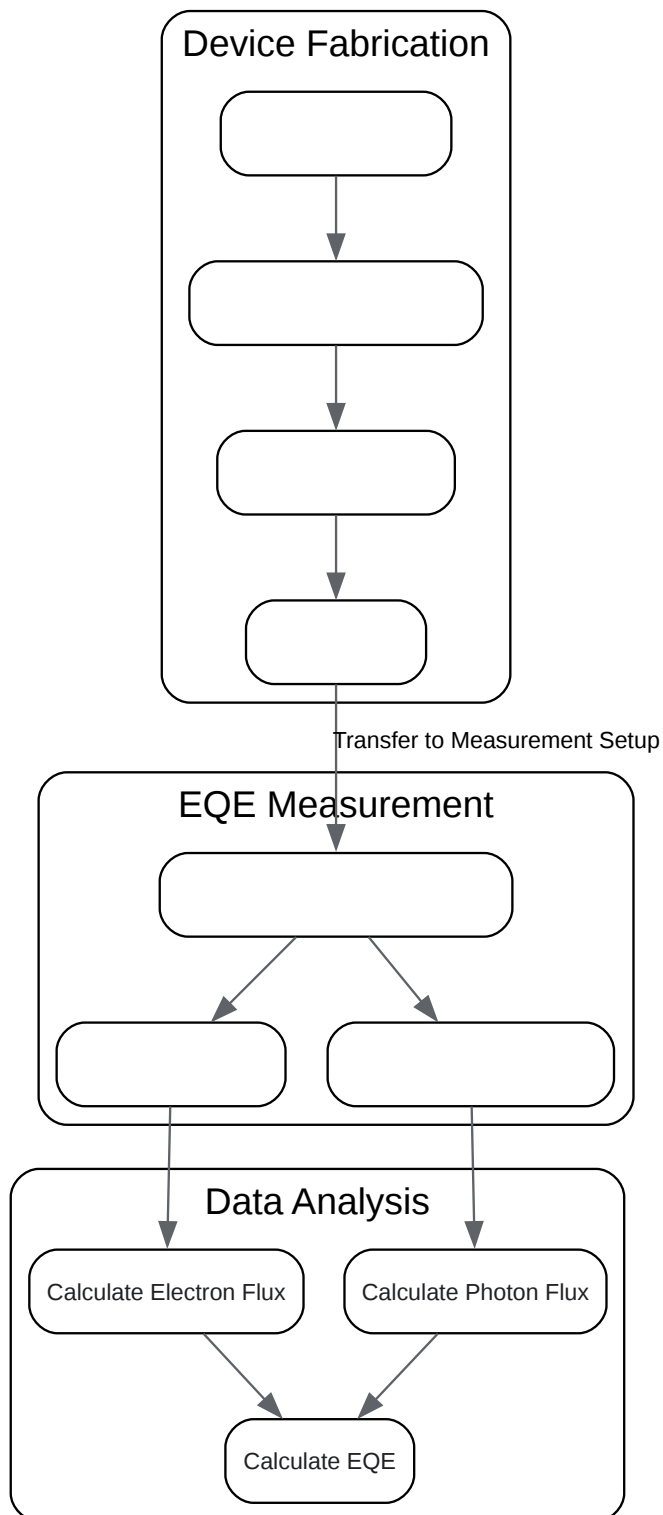 Device Fabrication
Transfer to Measurement Setup
EQE Measurement
Data Analysis
Calculate Electron Flux
Calculate Photon Flux
Calculate EQE